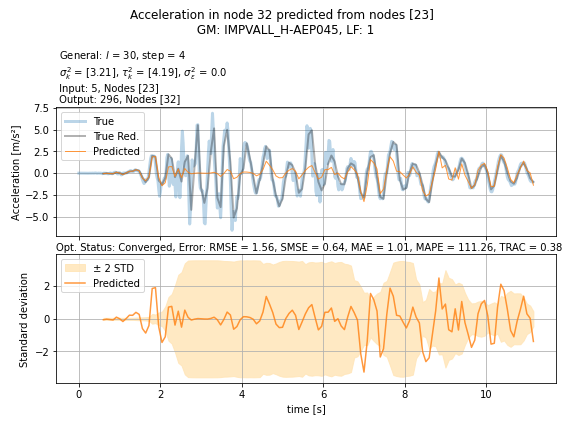 Acceleration in node 32 predicted from nodes [23]
GM: IMPVALL_H-AEP045, LF: 1
General: l = 30, step = 4
σ²ₖ = [3.21], τ²ₖ = [4.19], σ²ε = 0.0
Input: 5, Nodes [23]
Output: 296, Nodes [32]
Acceleration [m/s²]
7.5
5.0
2.5
0.0
−2.5
−5.0
True
True Red.
Predicted
Opt. Status: Converged, Error: RMSE = 1.56, SMSE = 0.64, MAE = 1.01, MAPE = 111.26, TRAC = 0.38
Standard deviation
2
0
−2
± 2 STD
Predicted
0 2 4 6 8 10
time [s]